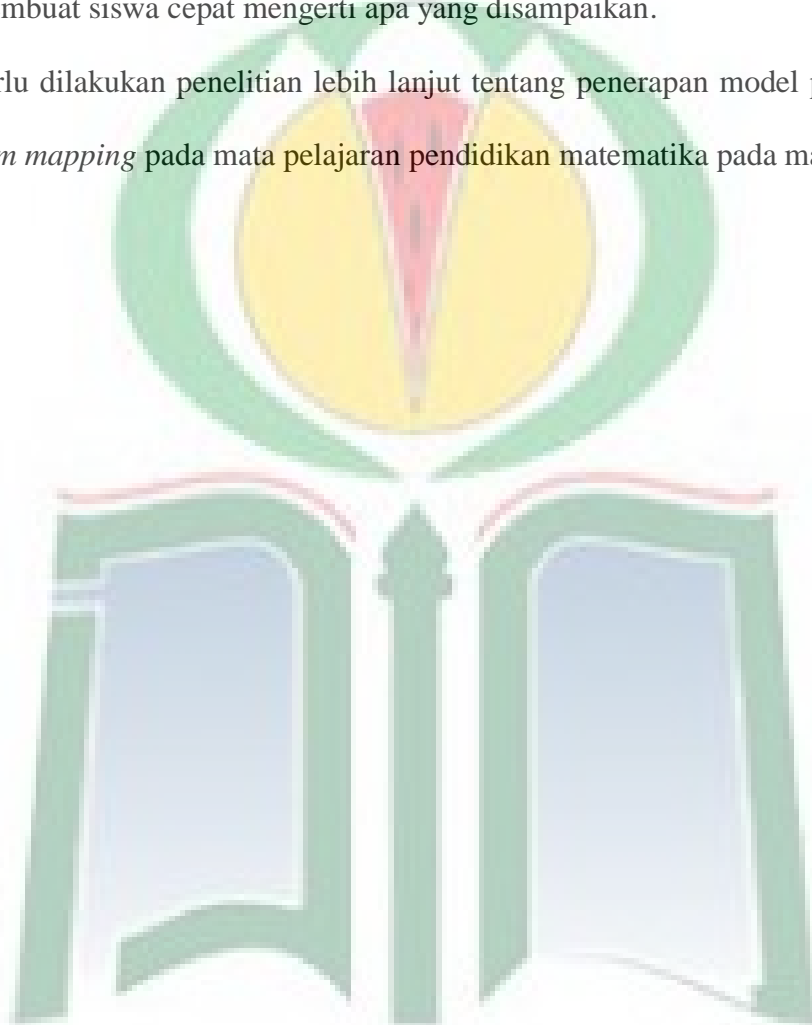 mbuat siswa cepat mengerti apa yang disampaikan.
rlu dilakukan penelitian lebih lanjut tentang penerapan model p
m mapping pada mata pelajaran pendidikan matematika pada ma